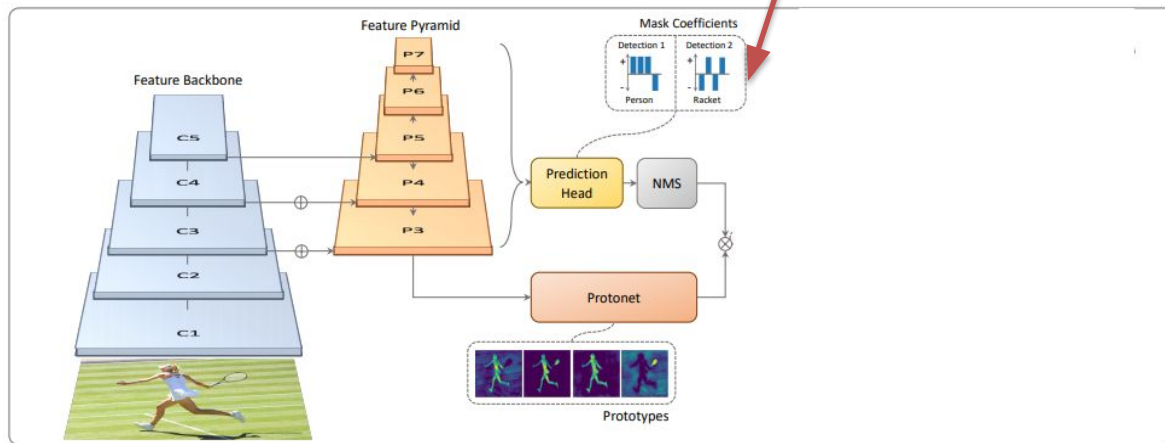 Feature Backbone
C5
C4
C3
C2
C1
Feature Pyramid
P7
P6
P5
P4
P3
Mask Coefficients
Detection 1
Detection 2
+
-
+
-
Person
Racket
Prediction
Head
NMS
Protonet
Prototypes